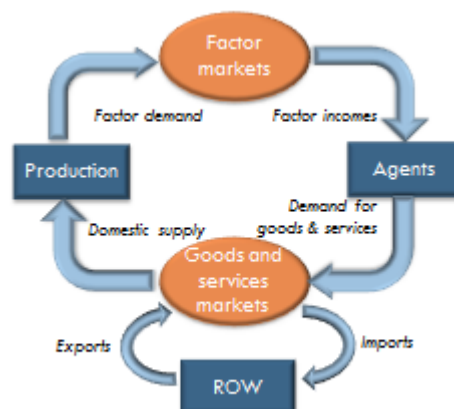 Factor
markets
Factor demand
Factor incomes
Production
Agents
Demand for
goods & services
Domestic supply
Goods and
services
markets
Exports
Imports
ROW